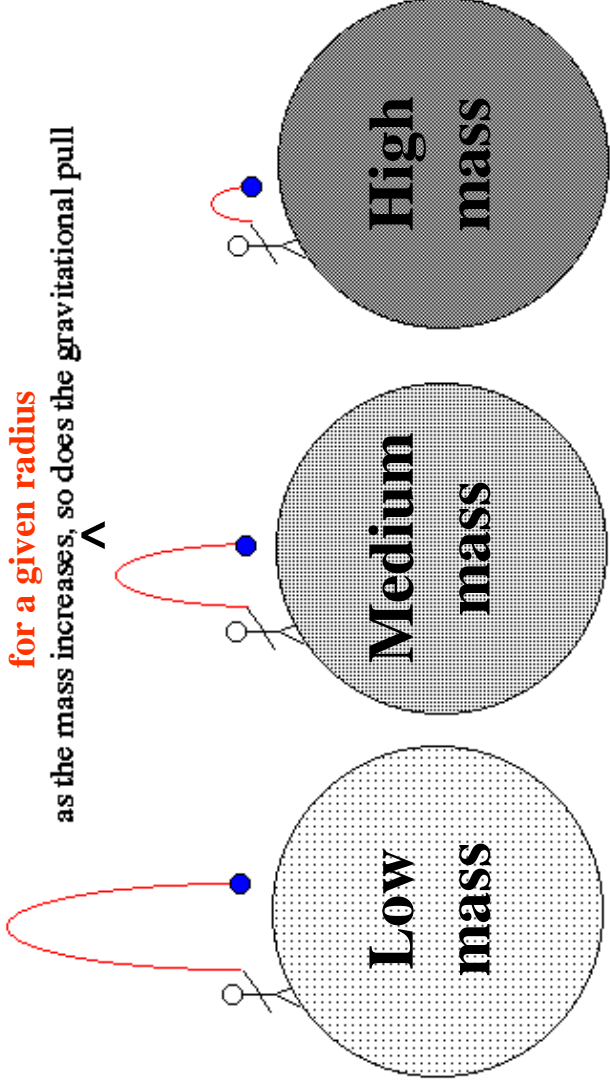 for a given radius
as the mass increases, so does the gravitational pull
^
Low
mass
Medium
mass
High
mass